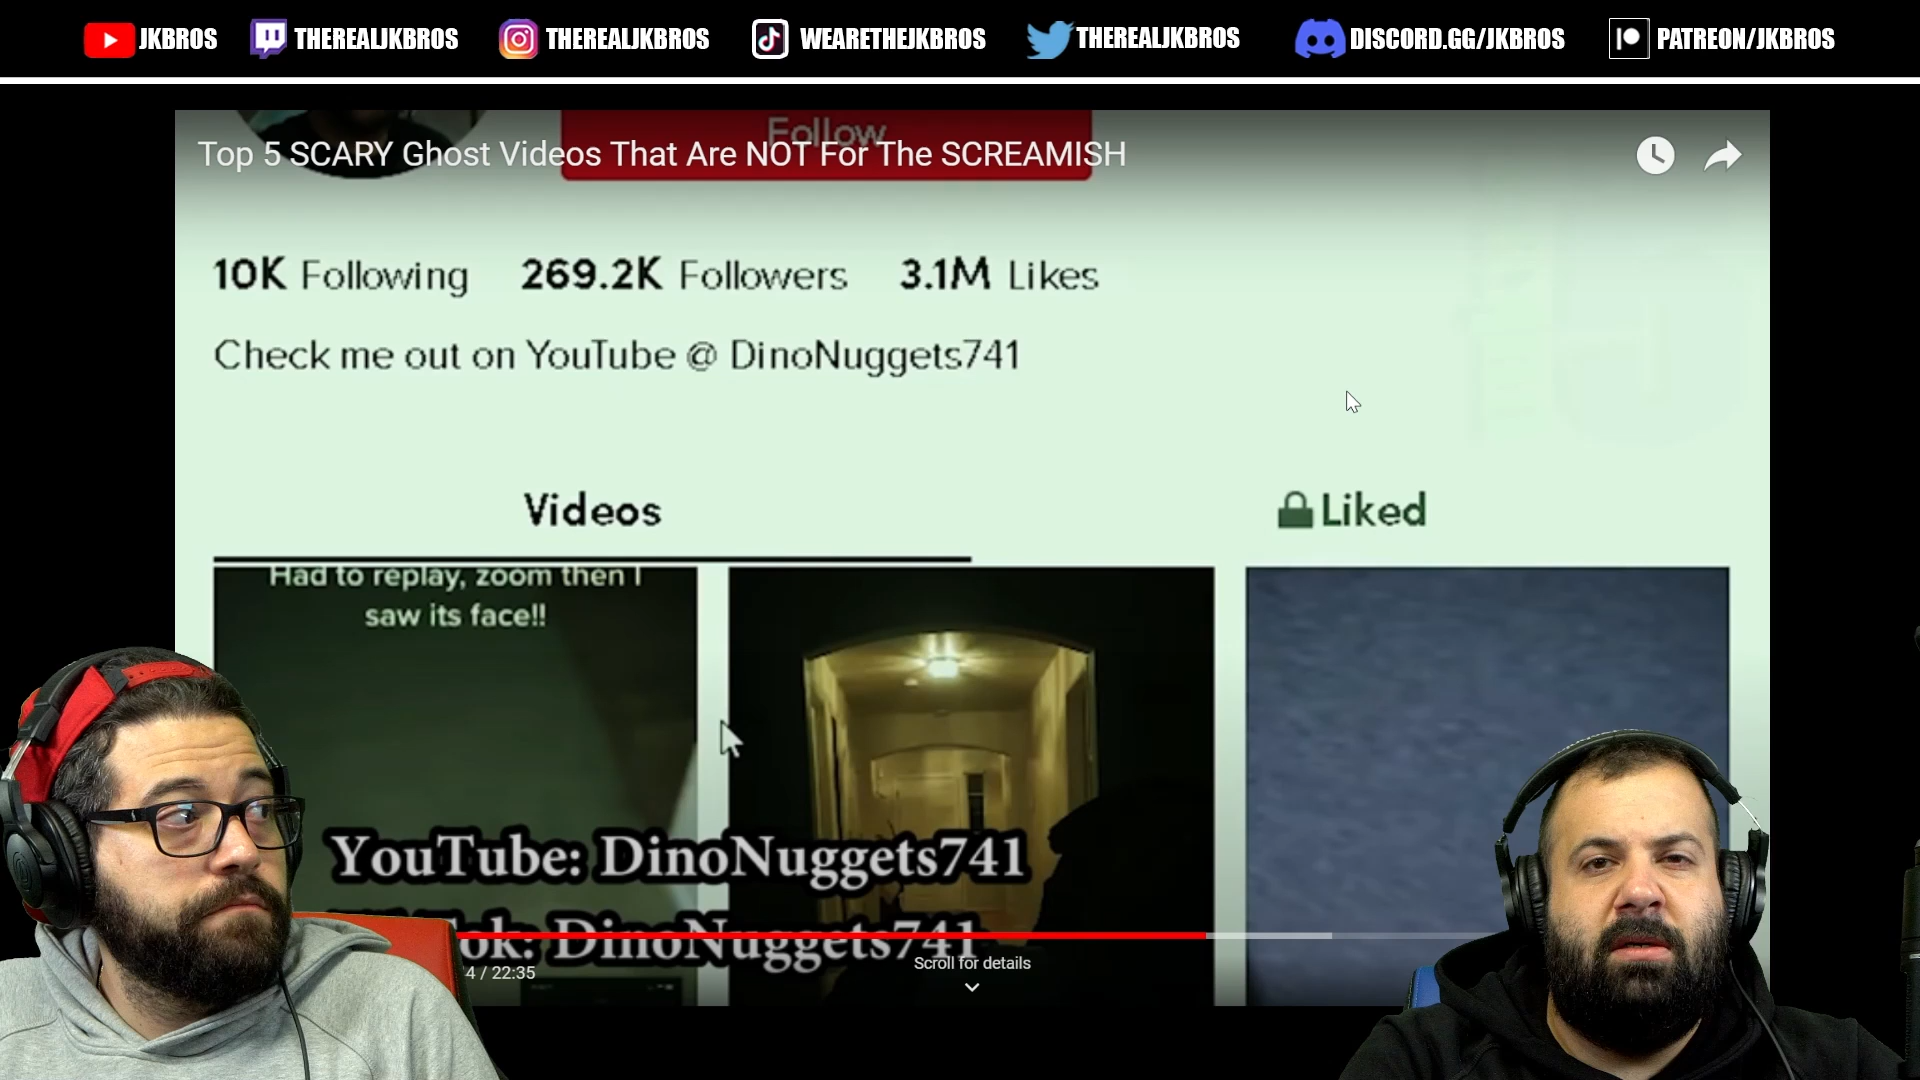 JKBROS THEREALJKBROS THEREALJKBROS WEARETHEJKBROS THEREALJKBROS DISCORD.GG/JKBROS PATREON/JKBROS
Follow
Top 5 SCARY Ghost Videos That Are NOT For The SCREAMISH
10K Following 269.2K Followers 3.1M Likes
Check me out on YouTube @ DinoNuggets741
Videos Liked
Had to replay, zoom then I
saw its face!!
YouTube: DinoNuggets741
ok: DinoNuggets741
Scroll for details
4 / 22:35